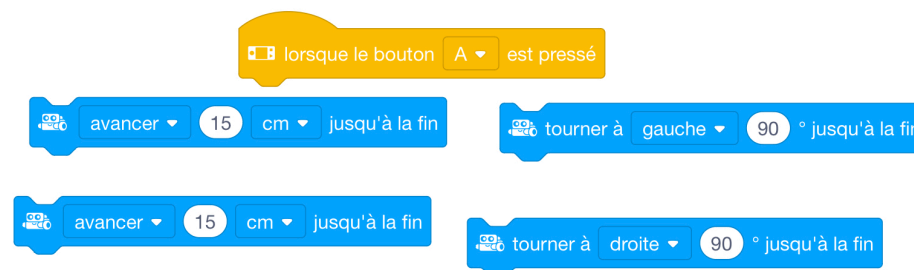 lorsque le bouton A est pressé
avancer 15 cm jusqu'à la fin
tourner à gauche 90 ° jusqu'à la fin
avancer 15 cm jusqu'à la fin
tourner à droite 90 ° jusqu'à la fin